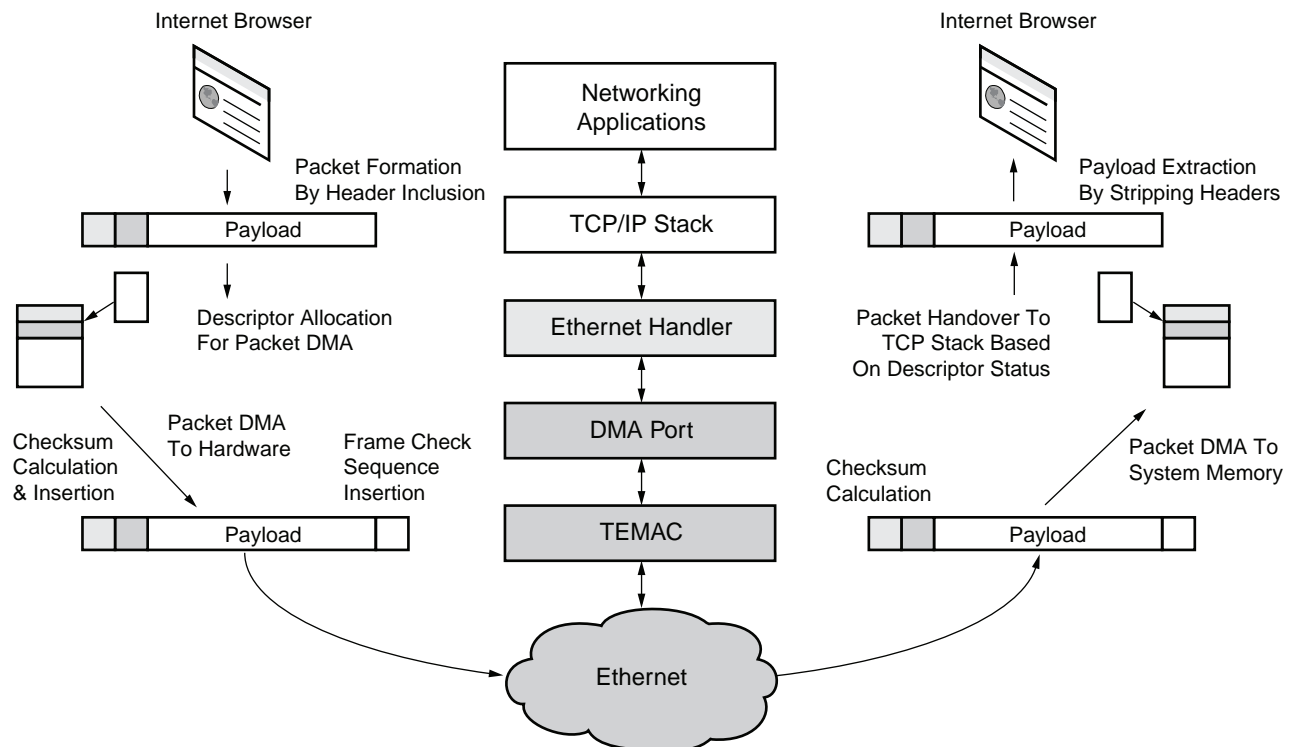 Internet Browser
Packet Formation
By Header Inclusion
Payload
Descriptor Allocation
For Packet DMA
Packet DMA
To Hardware
Checksum
Calculation
& Insertion
Frame Check
Sequence
Insertion
Payload
Networking
Applications
TCP/IP Stack
Ethernet Handler
DMA Port
TEMAC
Ethernet
Internet Browser
Payload Extraction
By Stripping Headers
Payload
Packet Handover To
TCP Stack Based
On Descriptor Status
Packet DMA To
System Memory
Checksum
Calculation
Payload